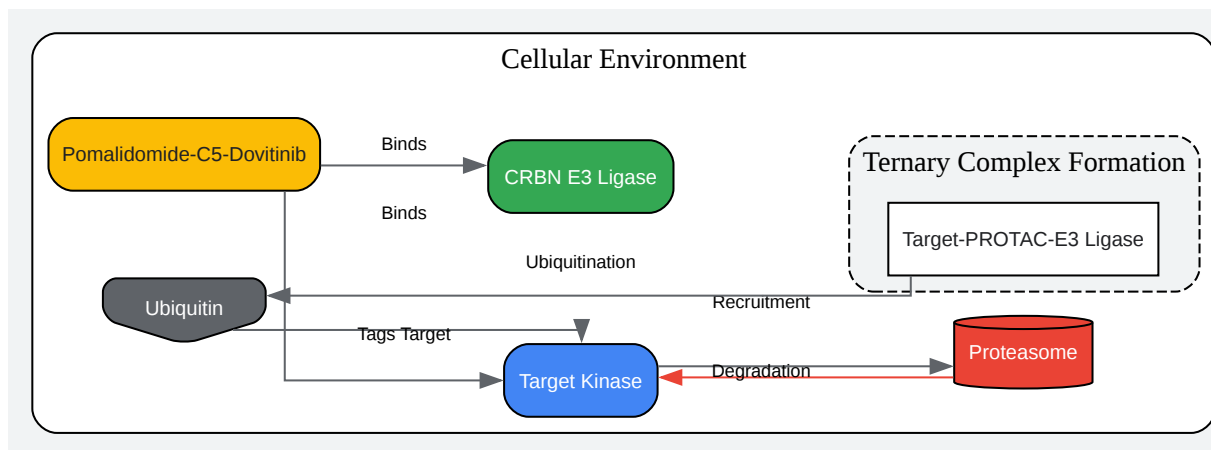 Cellular Environment
Pomalidomide-C5-Dovitinib
Binds
CRBN E3 Ligase
Ternary Complex Formation
Target-PROTAC-E3 Ligase
Binds
Ubiquitination
Ubiquitin
Recruitment
Tags Target
Proteasome
Target Kinase
Degradation